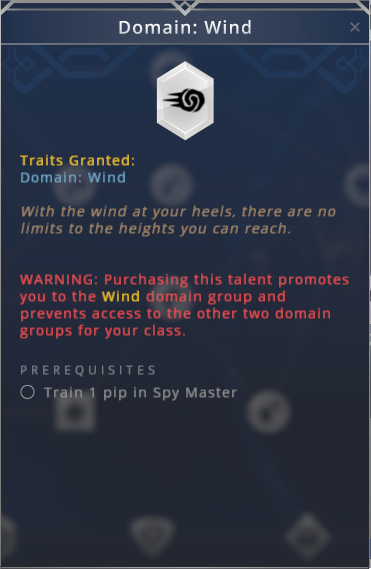 Domain: Wind
Traits Granted:
Domain: Wind
With the wind at your heels, there are no
limits to the heights you can reach.
WARNING: Purchasing this talent promotes
you to the Wind domain group and
prevents access to the other two domain
groups for your class.
PREREQUISITES
Train 1 pip in Spy Master